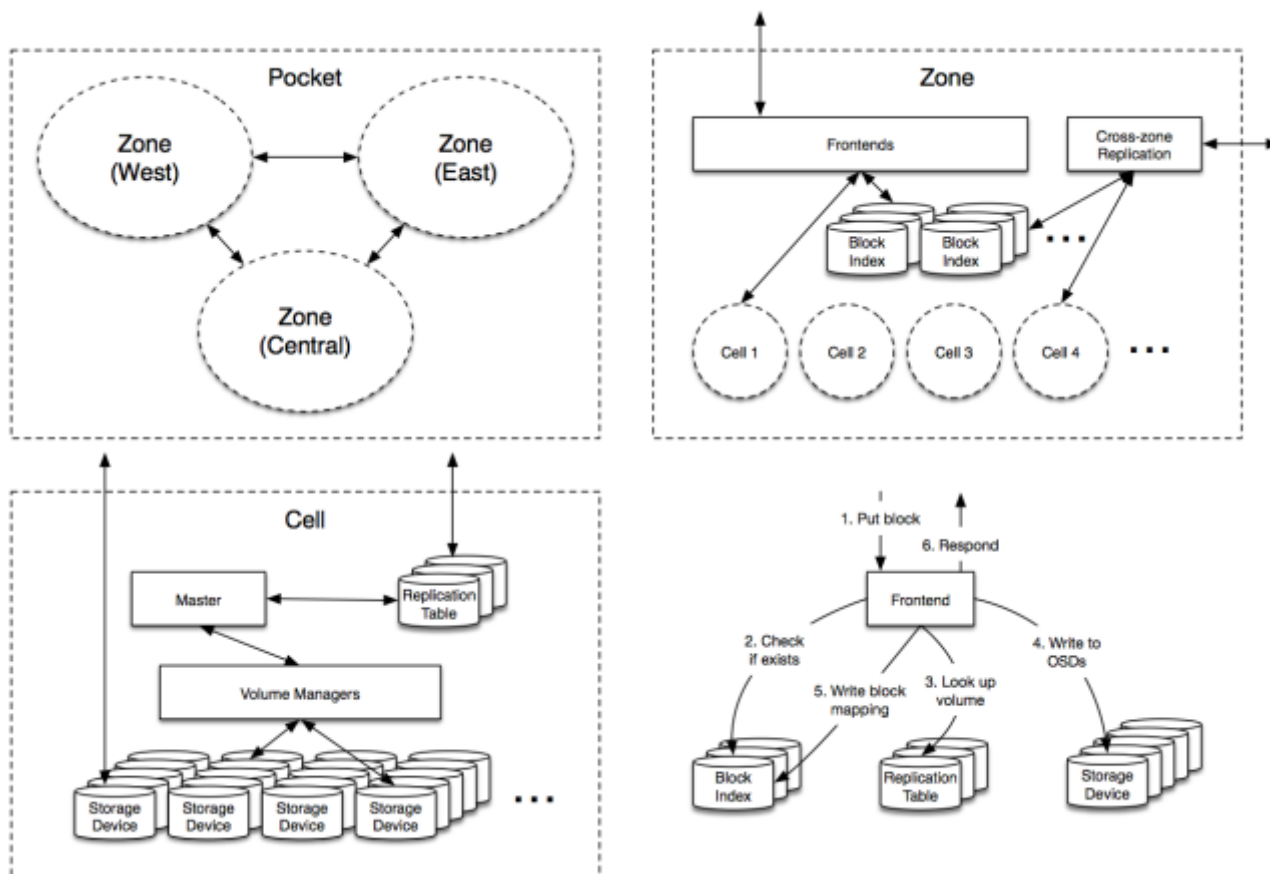 Pocket
Zone
(West)
Zone
(East)
Zone
(Central)
Zone
Frontends
Cross-zone
Replication
Block
Index
Block
Index
...
Cell 1
Cell 2
Cell 3
Cell 4
...
Cell
Master
Replication
Table
Volume Managers
Storage
Device
Storage
Device
Storage
Device
Storage
Device
...
1. Put block
6. Respond
Frontend
2. Check
if exists
4. Write to
OSDs
5. Write block
mapping
3. Look up
volume
Block
Index
Replication
Table
Storage
Device